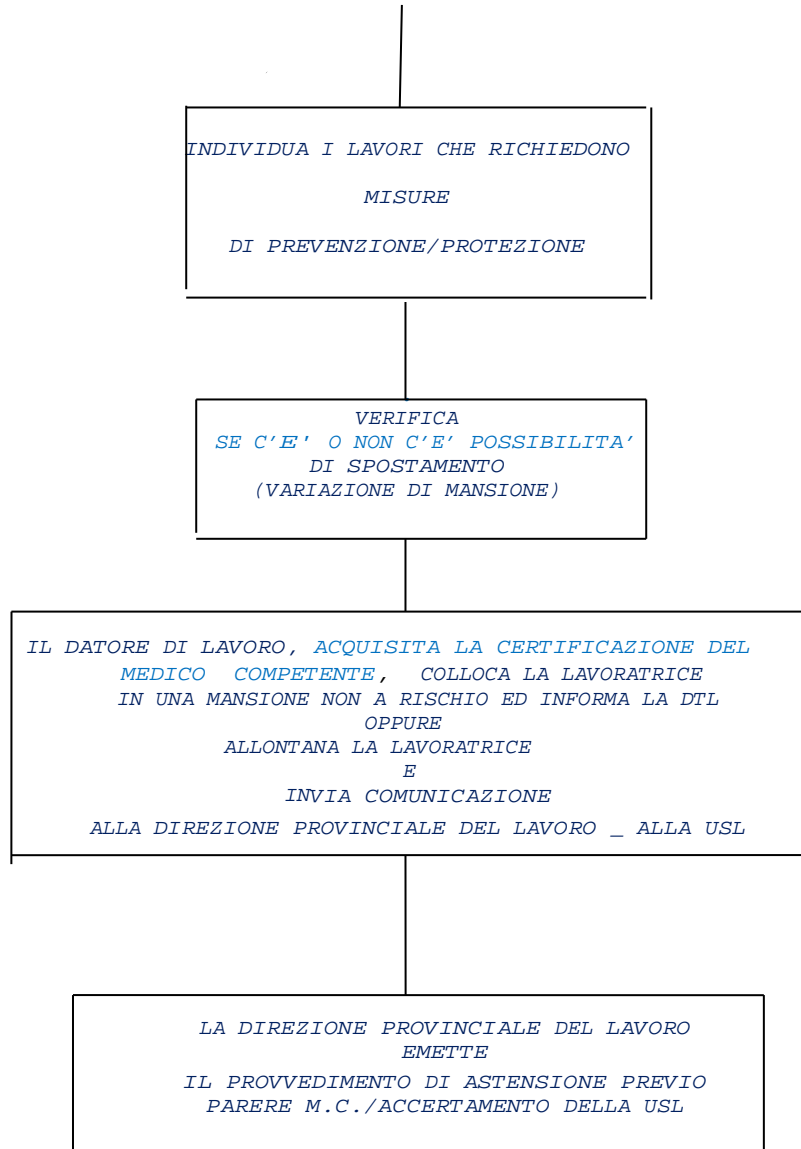 INDIVIDUA I LAVORI CHE RICHIEDONO
MISURE
DI PREVENZIONE/PROTEZIONE
VERIFICA
SE C'E' O NON C'E' POSSIBILITA'
DI SPOSTAMENTO
(VARIAZIONE DI MANSIONE)
IL DATORE DI LAVORO, ACQUISITA LA CERTIFICAZIONE DEL
MEDICO COMPETENTE, COLLOCA LA LAVORATRICE
IN UNA MANSIONE NON A RISCHIO ED INFORMA LA DTL
OPPURE
ALLONTANA LA LAVORATRICE
E
INVIA COMUNICAZIONE
ALLA DIREZIONE PROVINCIALE DEL LAVORO _ ALLA USL
LA DIREZIONE PROVINCIALE DEL LAVORO
EMETTE
IL PROVVEDIMENTO DI ASTENSIONE PREVIO
PARERE M.C./ACCERTAMENTO DELLA USL